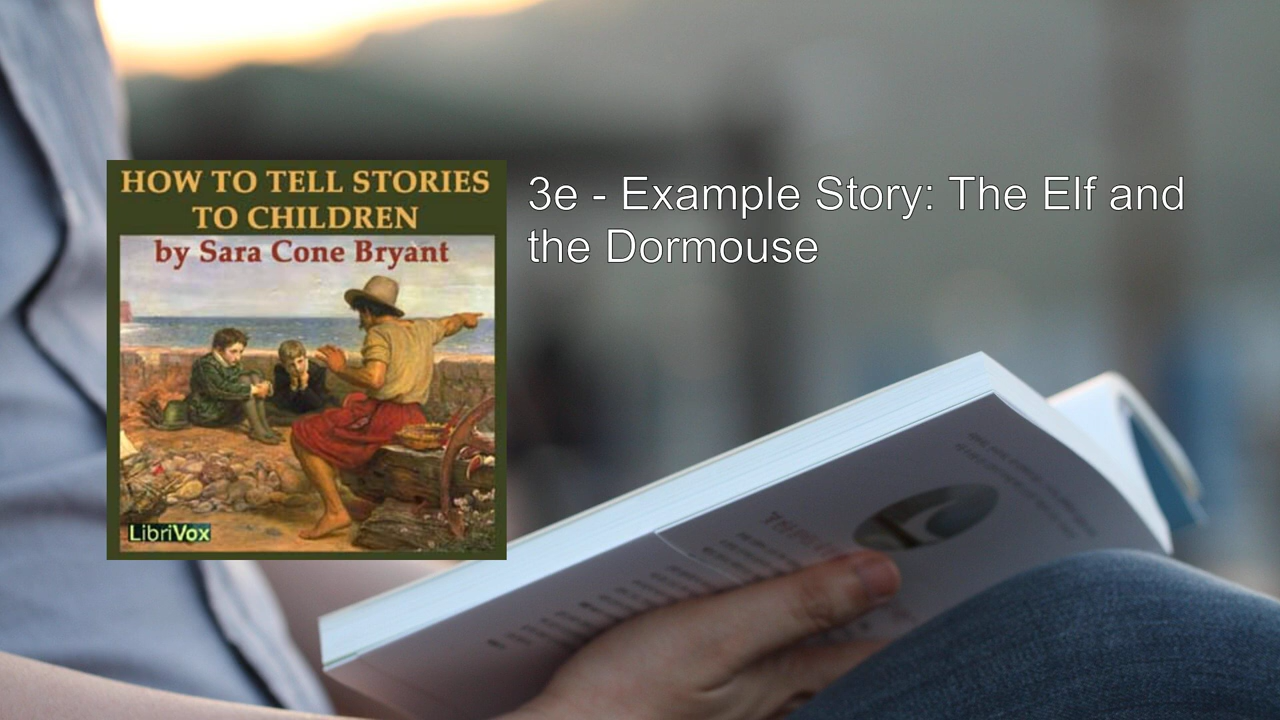 HOW TO TELL STORIES
TO CHILDREN
by Sara Cone Bryant
LibriVox
3e - Example Story: The Elf and
the Dormouse